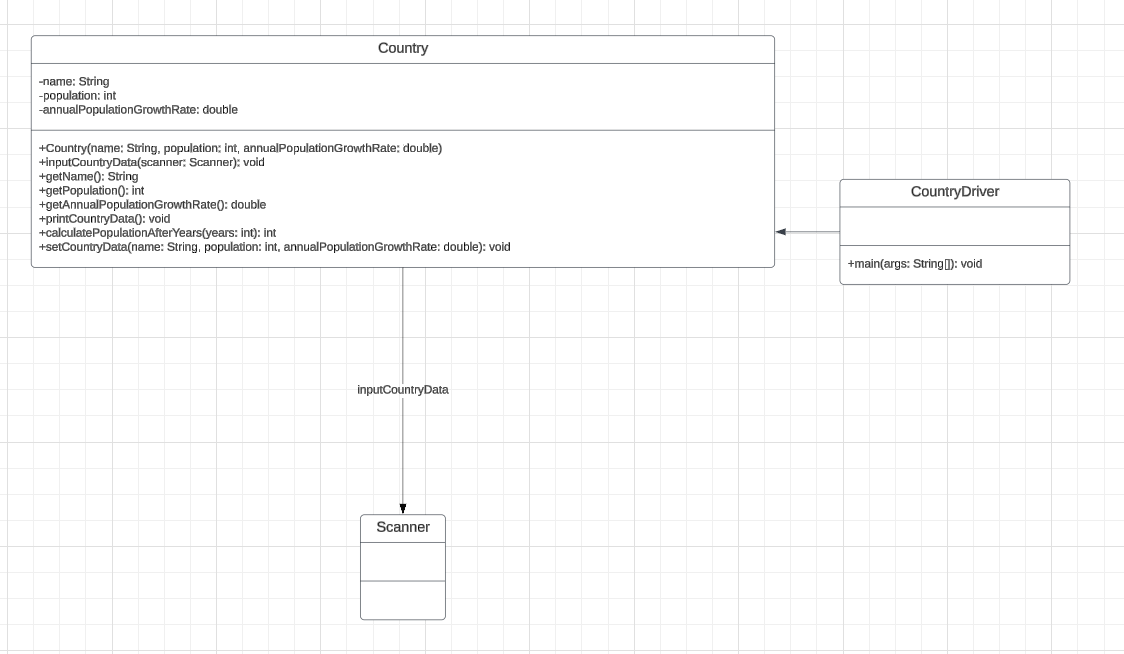 Country
-name: String
-population: int
-annualPopulationGrowthRate: double
+Country(name: String, population: int, annualPopulationGrowthRate: double)
+inputCountryData(scanner: Scanner): void
+getName(): String
+getPopulation(): int
+getAnnualPopulationGrowthRate(): double
+printCountryData(): void
+calculatePopulationAfterYears(years: int): int
+setCountryData(name: String, population: int, annualPopulationGrowthRate: double): void
CountryDriver
+main(args: String[]): void
inputCountryData
Scanner